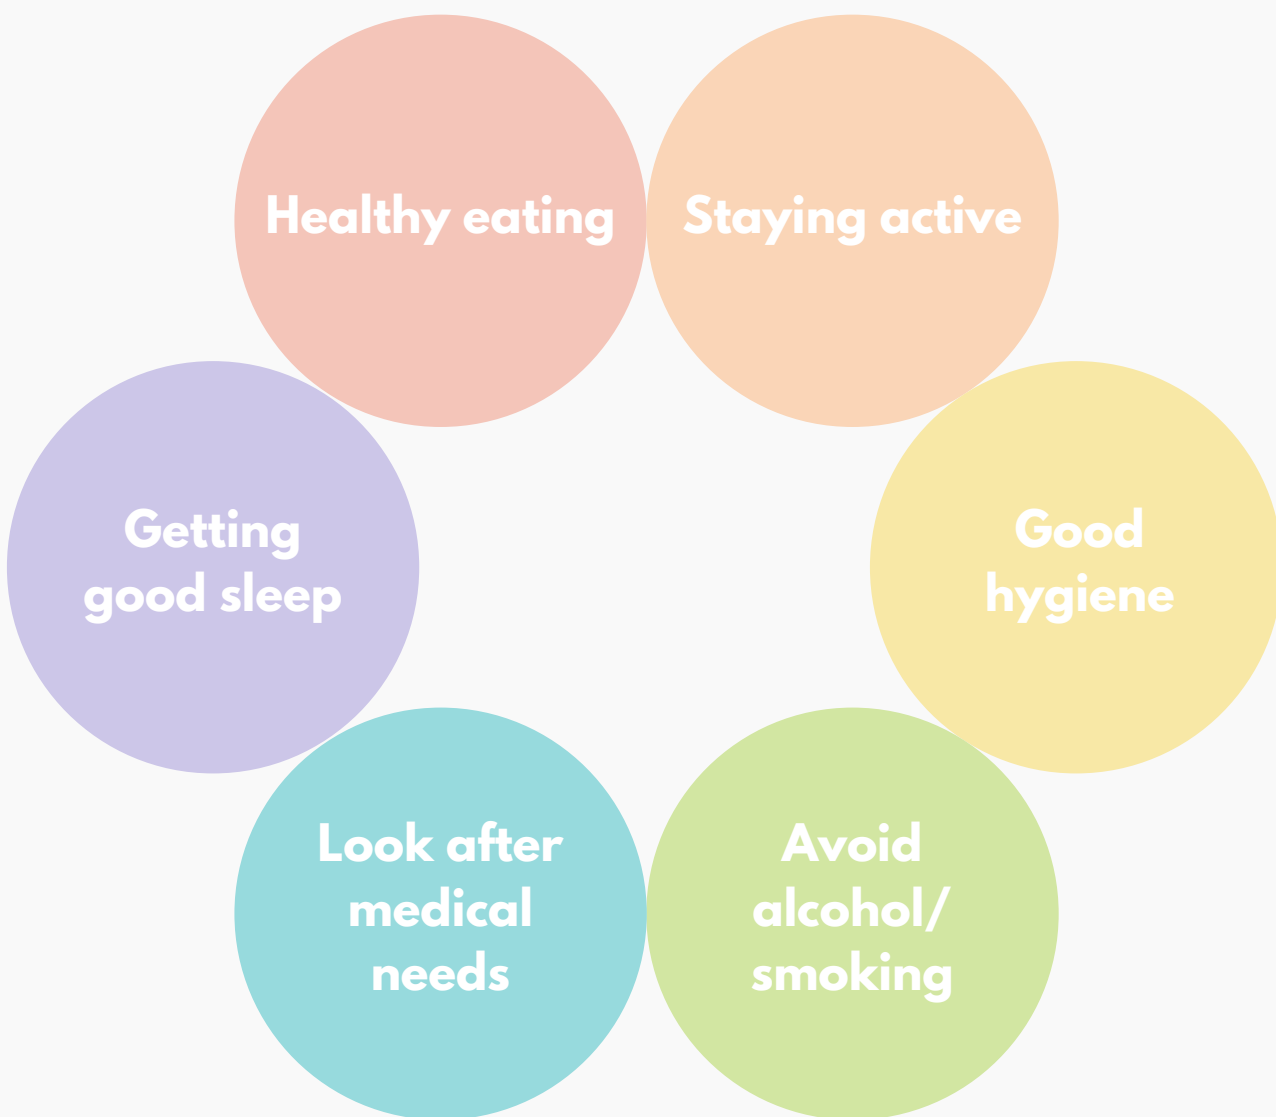 Healthy eating
Staying active
Getting
good sleep
Good
hygiene
Look after
medical
needs
Avoid
alcohol/
smoking